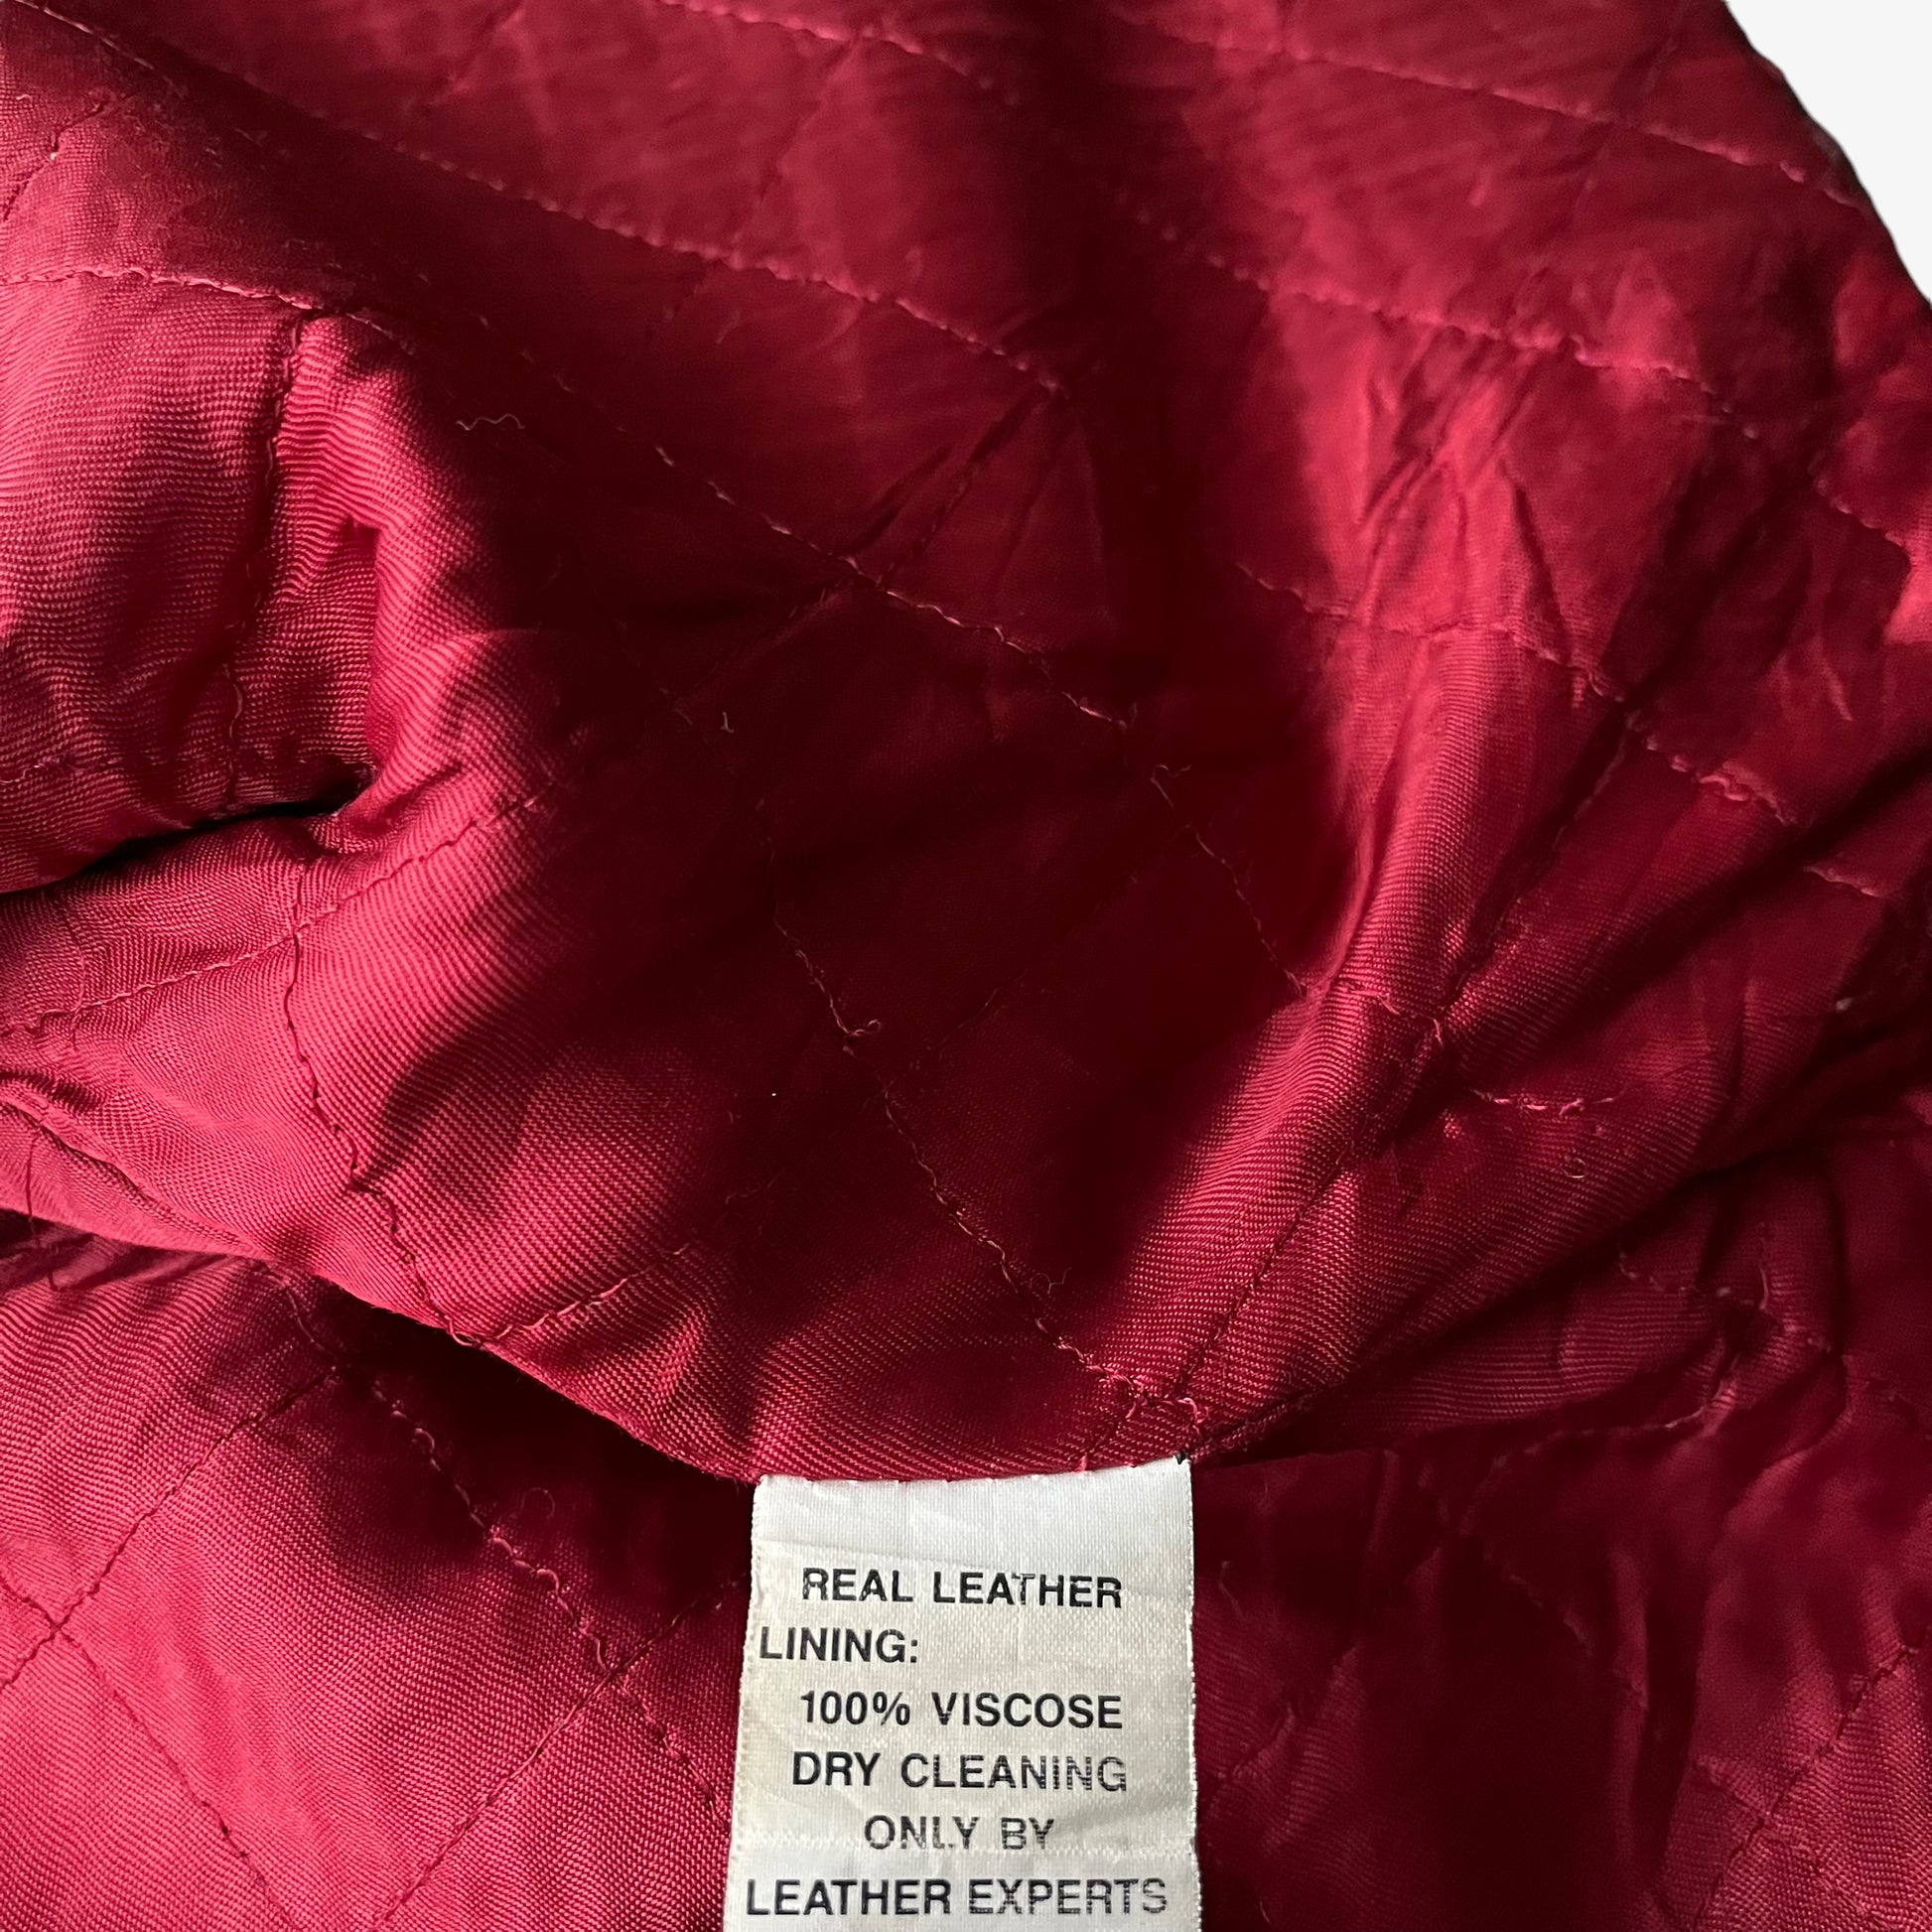 REAL LEATHER
LINING:
100% VISCOSE
DRY CLEANING
ONLY BY
LEATHER EXPERTS